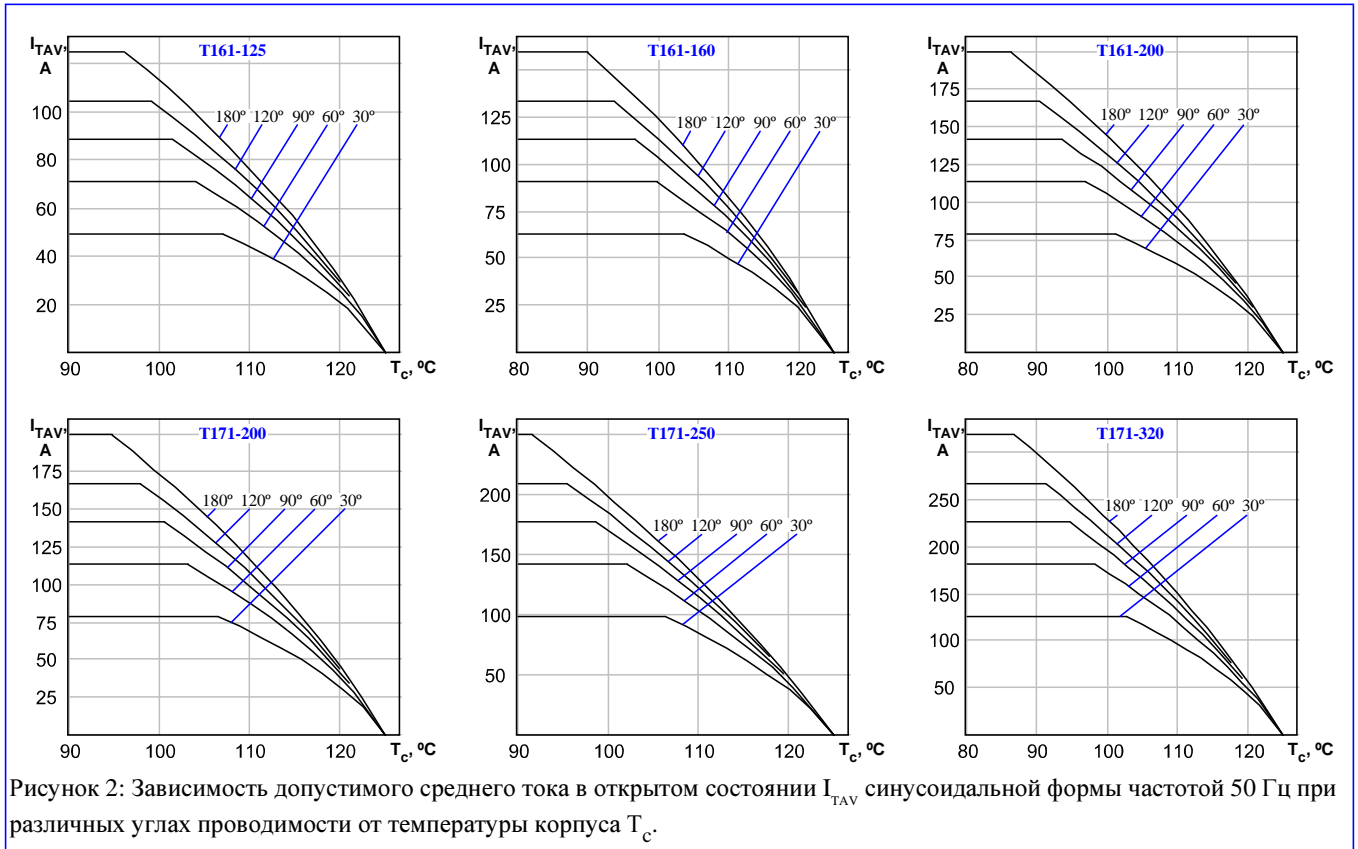 I_TAV, A
T161-125
100
80
60
40
20
180º 120º 90º 60º 30º
90 100 110 120 T_c, ºC
I_TAV, A
T161-160
125
100
75
50
25
180º 120º 90º 60º 30º
80 90 100 110 120 T_c, ºC
I_TAV, A
T161-200
175
150
125
100
75
50
25
180º 120º 90º 60º 30º
80 90 100 110 120 T_c, ºC
I_TAV, A
T171-200
175
150
125
100
75
50
25
180º 120º 90º 60º 30º
90 100 110 120 T_c, ºC
I_TAV, A
T171-250
200
150
100
50
180º 120º 90º 60º 30º
90 100 110 120 T_c, ºC
I_TAV, A
T171-320
250
200
150
100
50
180º 120º 90º 60º 30º
80 90 100 110 120 T_c, ºC
Рисунок 2: Зависимость допустимого среднего тока в открытом состоянии I_TAV синусоидальной формы частотой 50 Гц при
различных углах проводимости от температуры корпуса T_c.